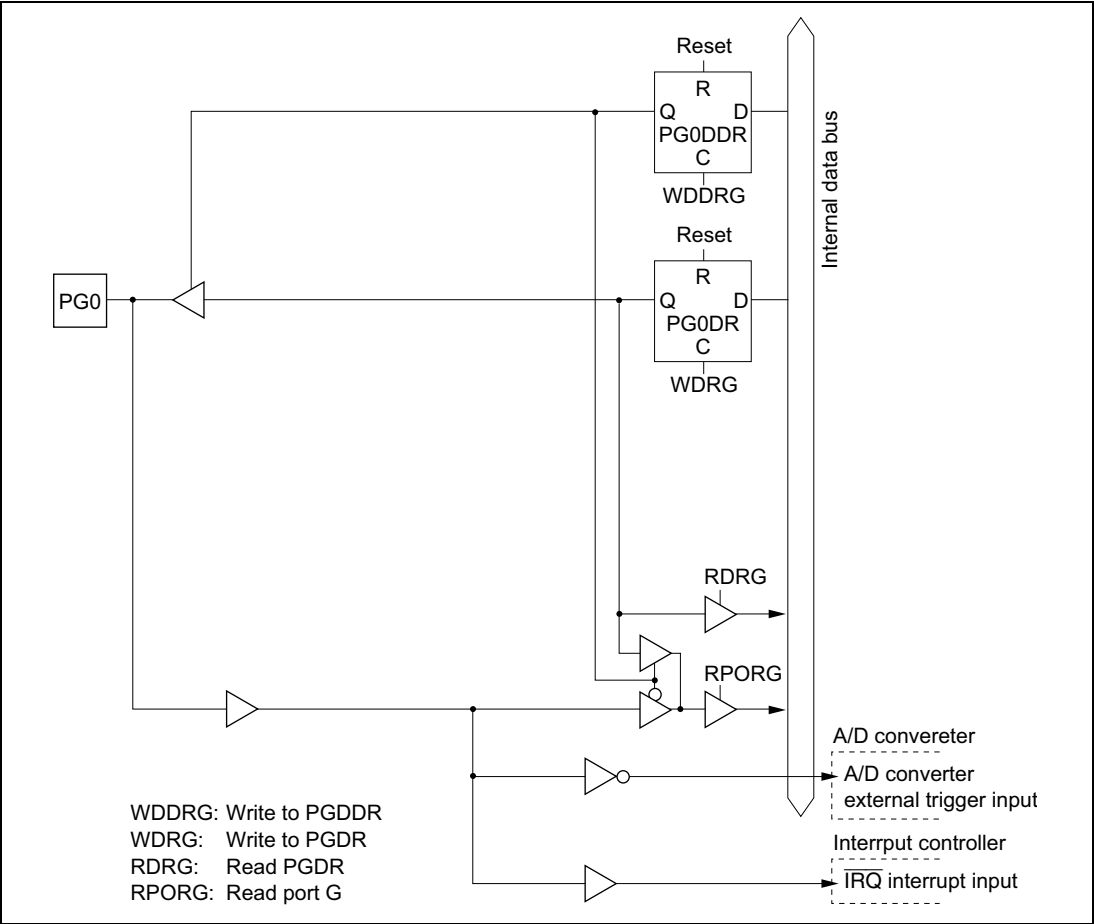 Reset
R
Q D
PG0DDR
C
WDDRG
Internal data bus
Reset
R
PG0
Q D
PG0DR
C
WDRG
RDRG
RPORG
A/D convereter
A/D converter
external trigger input
WDDRG: Write to PGDDR
WDRG: Write to PGDR
Interrput controller
RDRG: Read PGDR
IRQ interrupt input
RPORG: Read port G